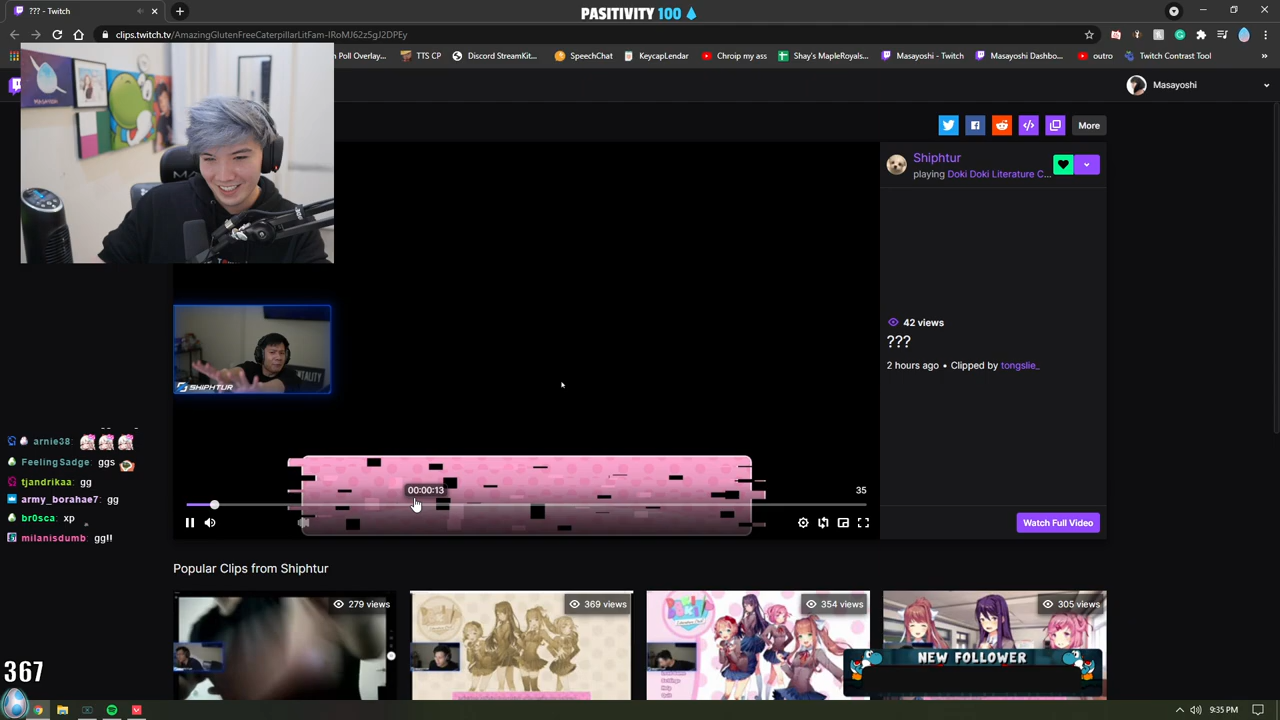 ??? - Twitch
PASITIVITY 100
clips.twitch.tv/AmazingGlutenFreeCaterpillarLitFam-IRoMJ62z5gJ2DPEy
Poll Overlay...
TTS CP
Discord StreamKit...
SpeechChat
KeycapLendar
Chroip my ass
Shay's MapleRoyals...
Masayoshi - Twitch
Masayoshi Dashbo...
outro
Twitch Contrast Tool
Masayoshi
More
Shiphtur
playing Doki Doki Literature C...
42 views
???
2 hours ago • Clipped by tongslie_
SHIPHTUR
arnie38:
FeelingSadge: ggs
tjandrikaa: gg
army_borahae7: gg
br0sca: xp
milanisdumb: gg!!
00:00:13
35
Watch Full Video
Popular Clips from Shiphtur
279 views
369 views
354 views
305 views
NEW FOLLOWER
367
9:35 PM